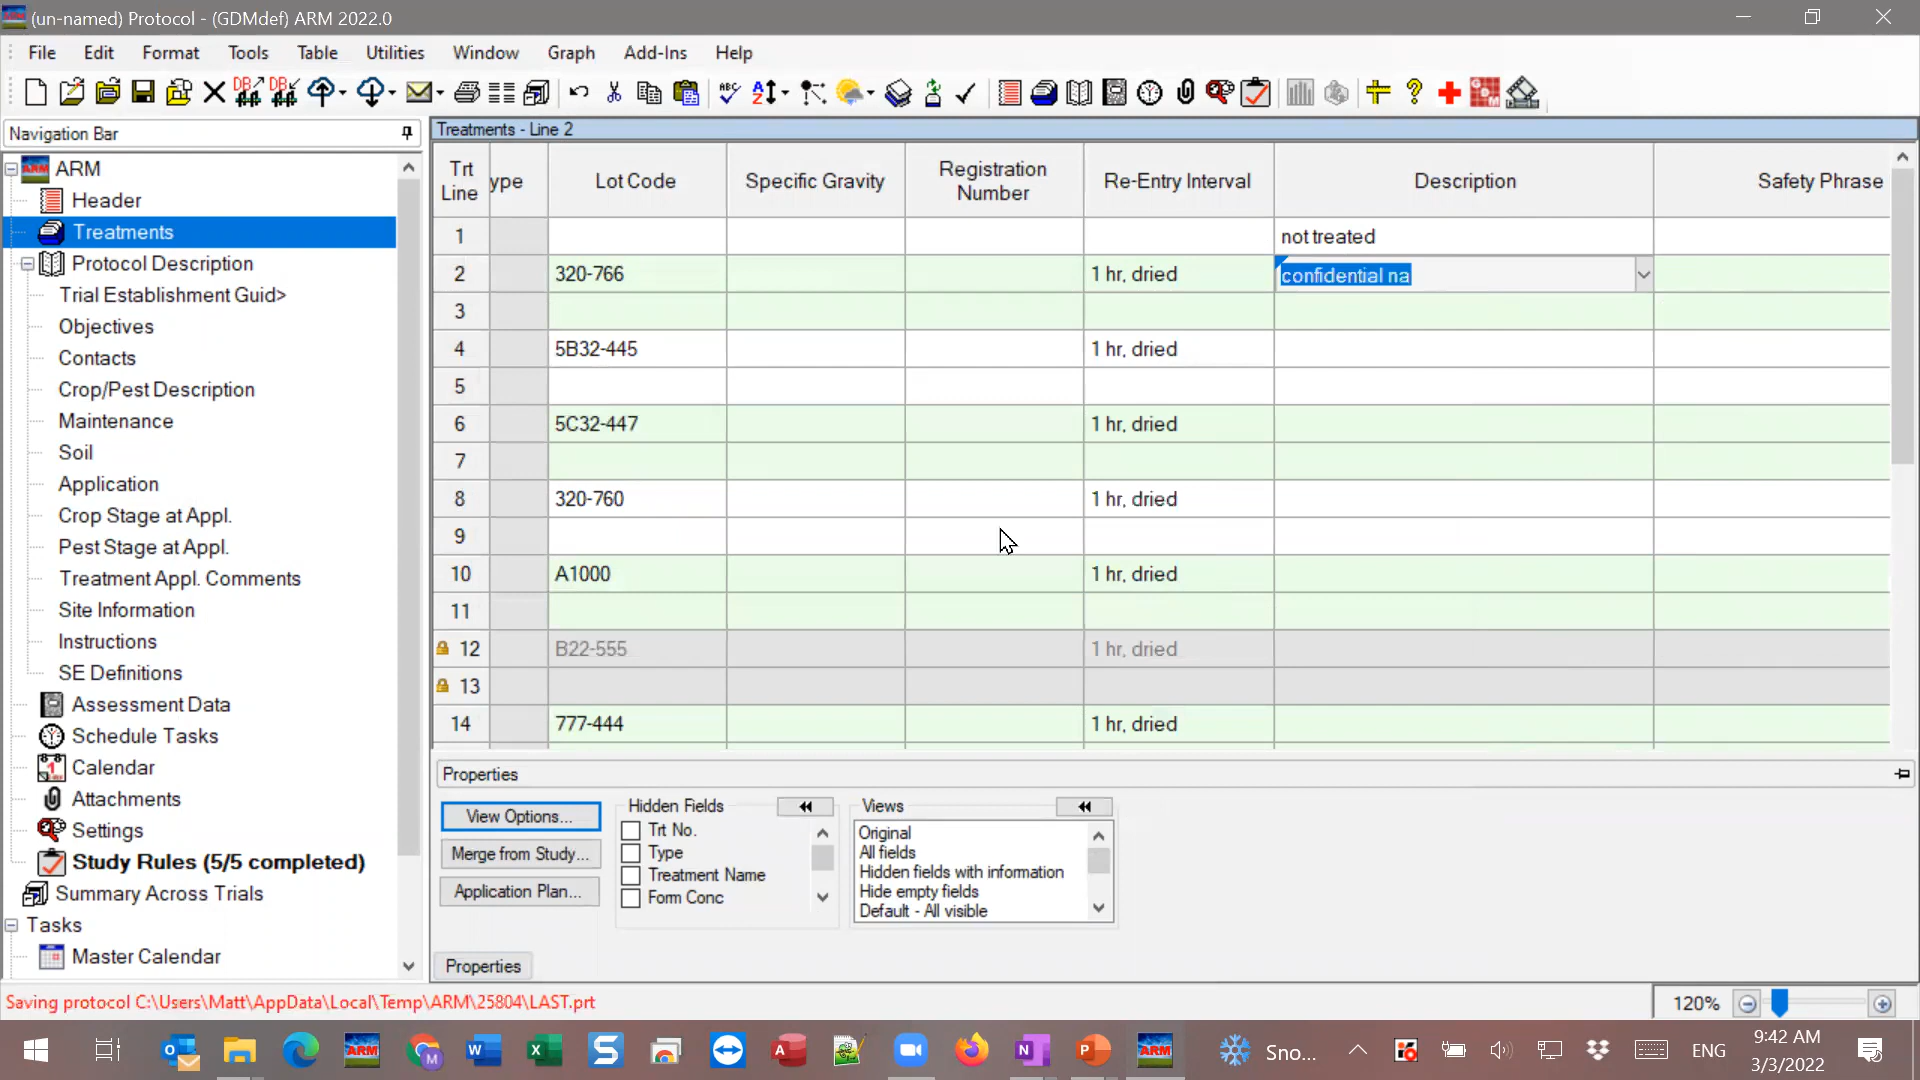 (un-named) Protocol - (GDMdef) ARM 2022.0
File Edit Format Tools Table Utilities Window Graph Add-Ins Help
Navigation Bar
ARM
Header
Treatments
Protocol Description
Trial Establishment Guid>
Objectives
Contacts
Crop/Pest Description
Maintenance
Soil
Application
Crop Stage at Appl.
Pest Stage at Appl.
Treatment Appl. Comments
Site Information
Instructions
SE Definitions
Assessment Data
Schedule Tasks
Calendar
Attachments
Settings
Study Rules (5/5 completed)
Summary Across Trials
Tasks
Master Calendar
Treatments - Line 2
Trt Line ype Lot Code Specific Gravity Registration Number Re-Entry Interval Description Safety Phrase
1 not treated
2 320-766 1 hr, dried confidential na
3
4 5B32-445 1 hr, dried
5
6 5C32-447 1 hr, dried
7
8 320-760 1 hr, dried
9
10 A1000 1 hr, dried
11
12 B22-555 1 hr, dried
13
14 777-444 1 hr, dried
Properties
View Options...
Merge from Study...
Application Plan...
Hidden Fields
Trt No.
Type
Treatment Name
Form Conc
Views
Original
All fields
Hidden fields with information
Hide empty fields
Default - All visible
Properties
Saving protocol C:\Users\Matt\AppData\Local\Temp\ARM\25804\LAST.prt
120%
Sno...
ENG
9:42 AM
3/3/2022